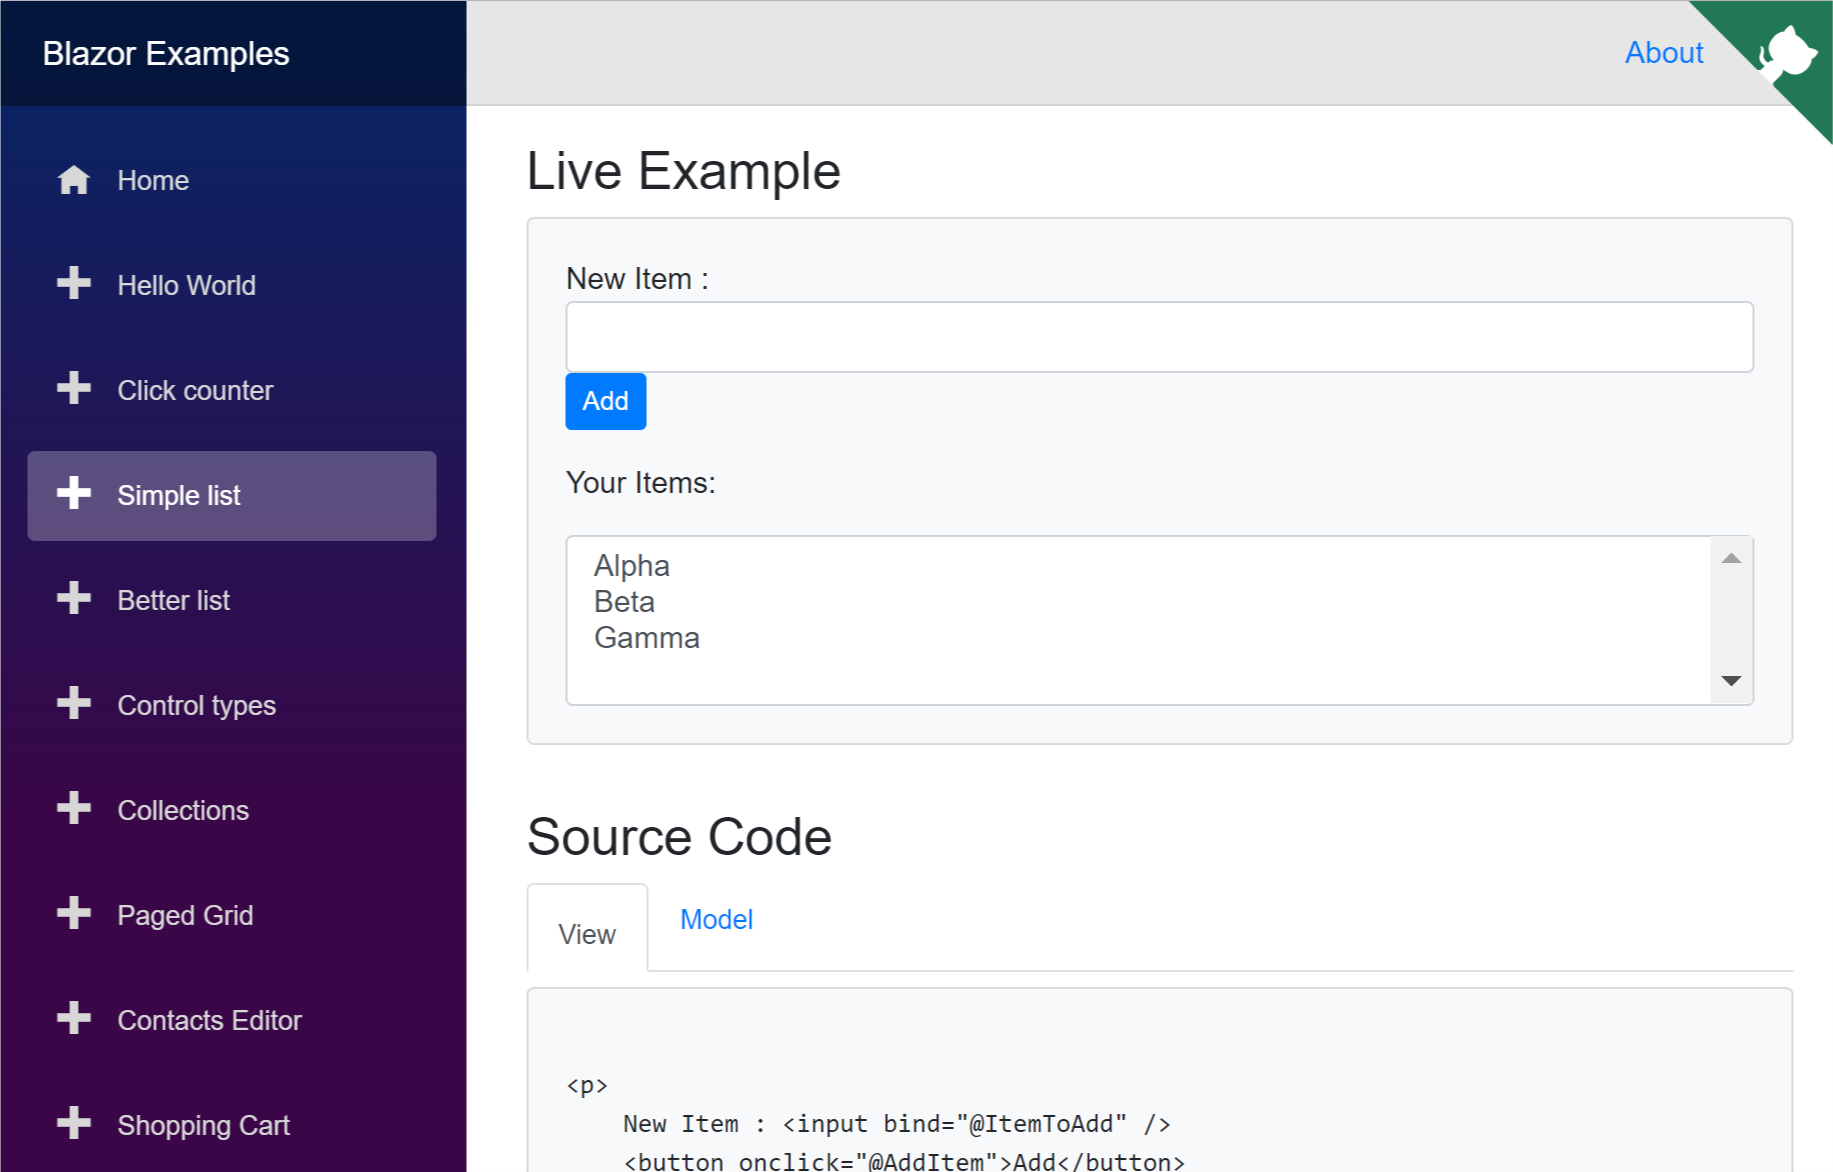 Blazor Examples
About
Home
Hello World
Click counter
Simple list
Better list
Control types
Collections
Paged Grid
Contacts Editor
Shopping Cart
Live Example
New Item :
Add
Your Items:
Alpha
Beta
Gamma
Source Code
View
Model
<p>
New Item : <input bind="@ItemToAdd" />
<button onclick="@AddItem">Add</button>